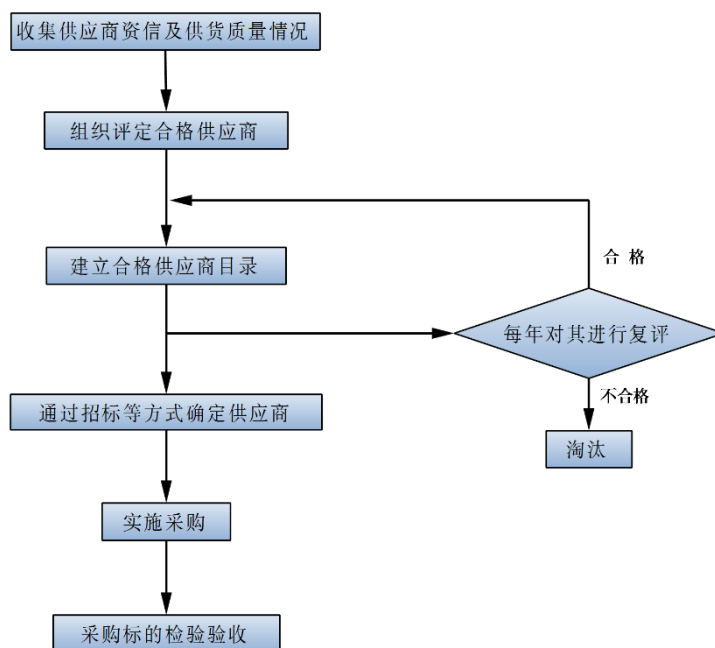 收集供应商资信及供货质量情况
组织评定合格供应商
建立合格供应商目录
合 格
每年对其进行复评
不合格
通过招标等方式确定供应商
淘汰
实施采购
采购标的检验验收